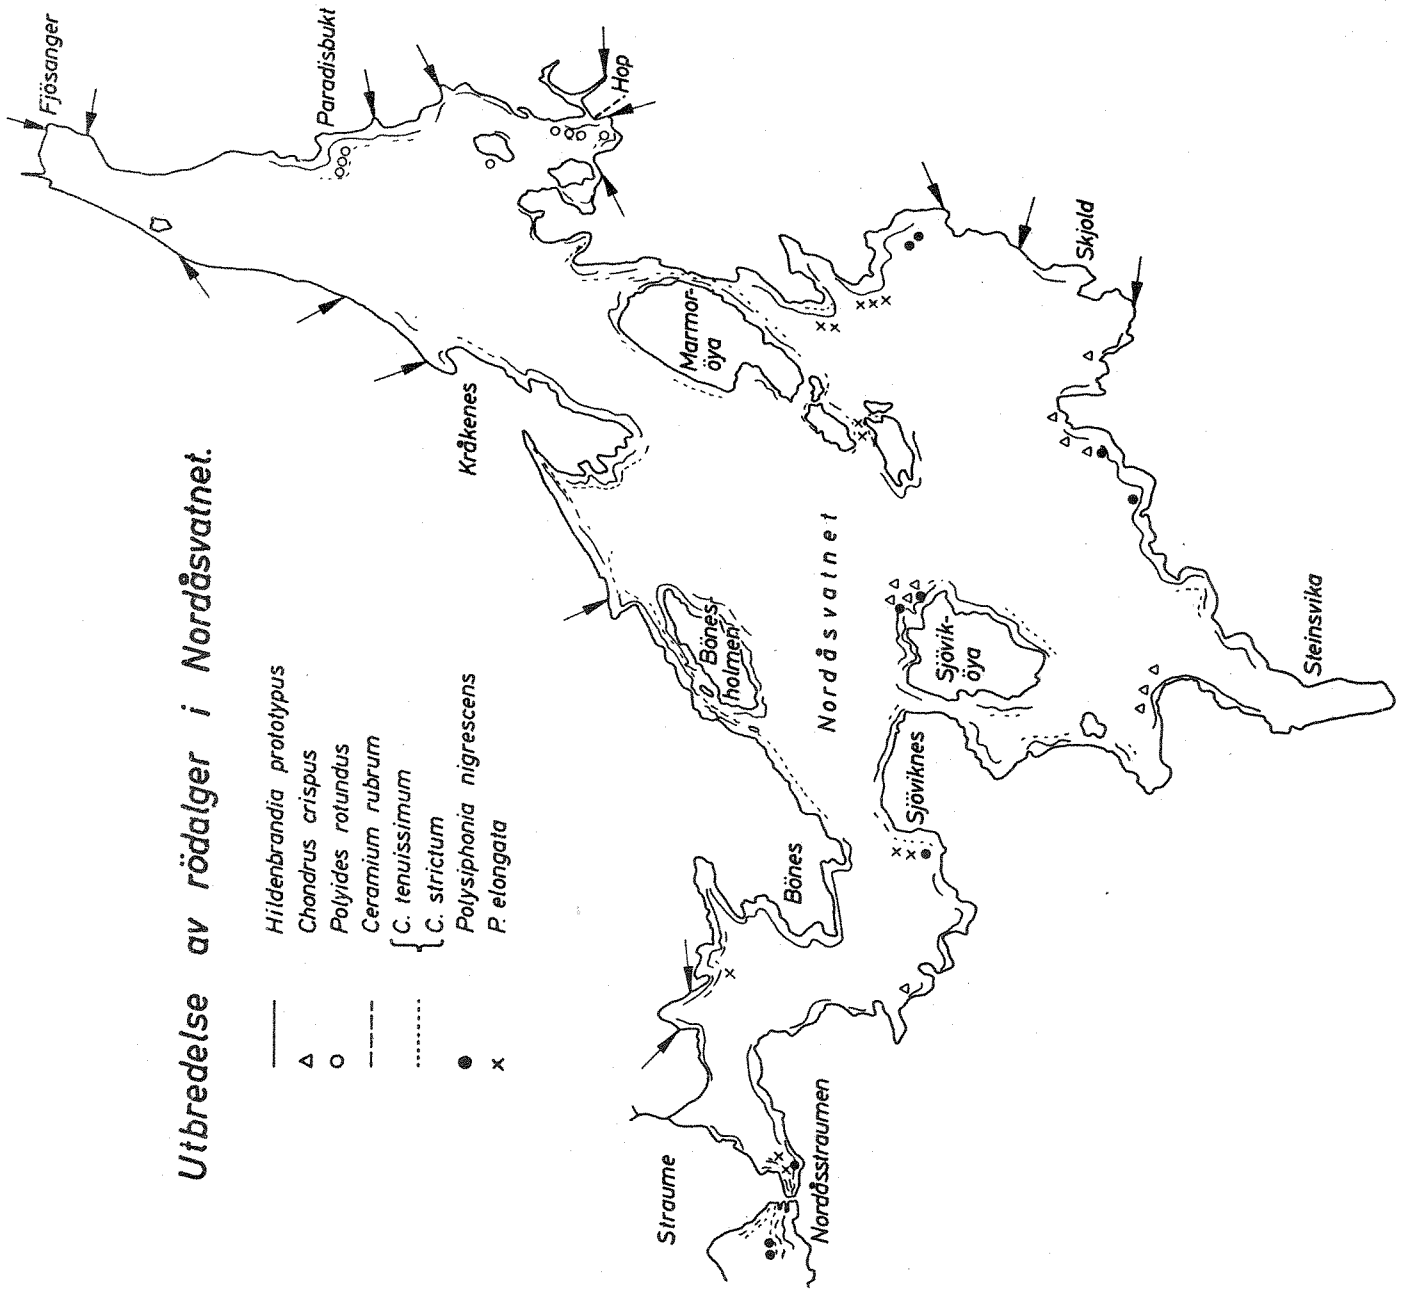 Utbredelse av rödalger i Nordåsvatnet.
Hildenbrandia prototypus
Chondrus crispus
Polyides rotundus
Ceramium rubrum
C. tenuissimum
C. strictum
Polysiphonia nigrescens
P. elongata
Fjösanger
Paradisbukt
Hop
Kråkenes
Marmor-
öya
Skjold
Bönes-
holmen
Nordåsvatnet
Sjövik-
öya
Steinsvika
Sjöviknes
Bönes
Straume
Nordåsstraumen